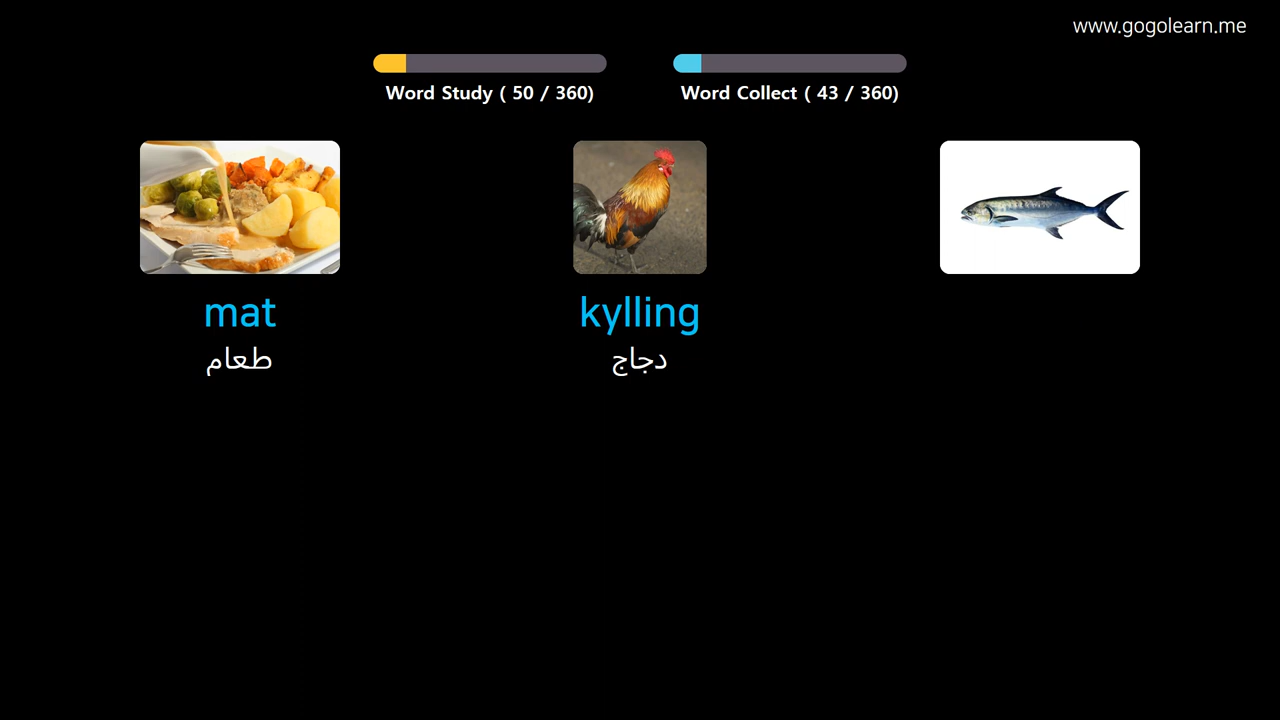 www.gogolearn.me
Word Study ( 50 / 360)
Word Collect ( 43 / 360)
mat
طعام
kylling
دجاج